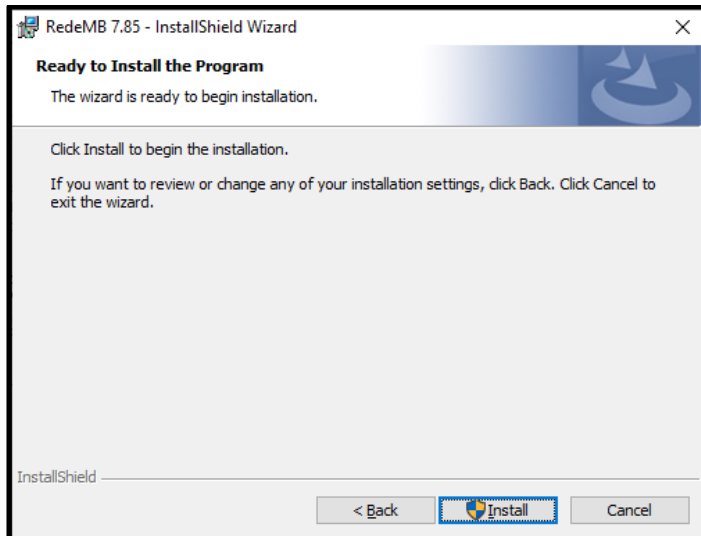 RedeMB 7.85 - InstallShield Wizard
Ready to Install the Program
The wizard is ready to begin installation.
Click Install to begin the installation.
If you want to review or change any of your installation settings, click Back. Click Cancel to
exit the wizard.
InstallShield
< Back
Install
Cancel